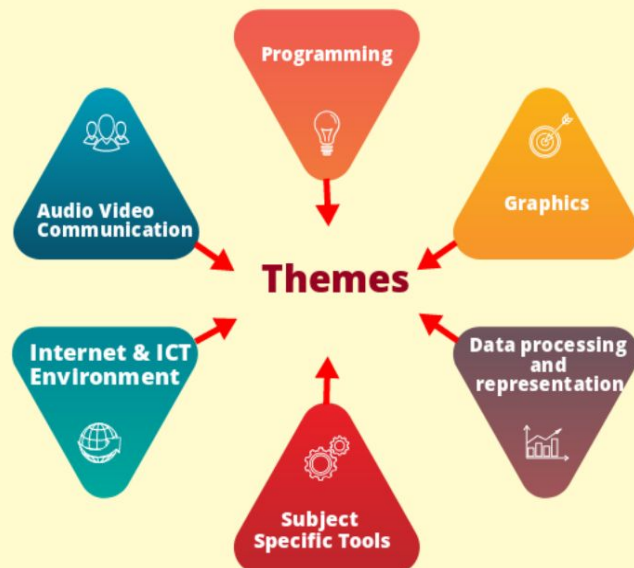 Programming
Audio Video
Communication
Graphics
Themes
Internet & ICT
Environment
Data processing
and
representation
Subject
Specific Tools